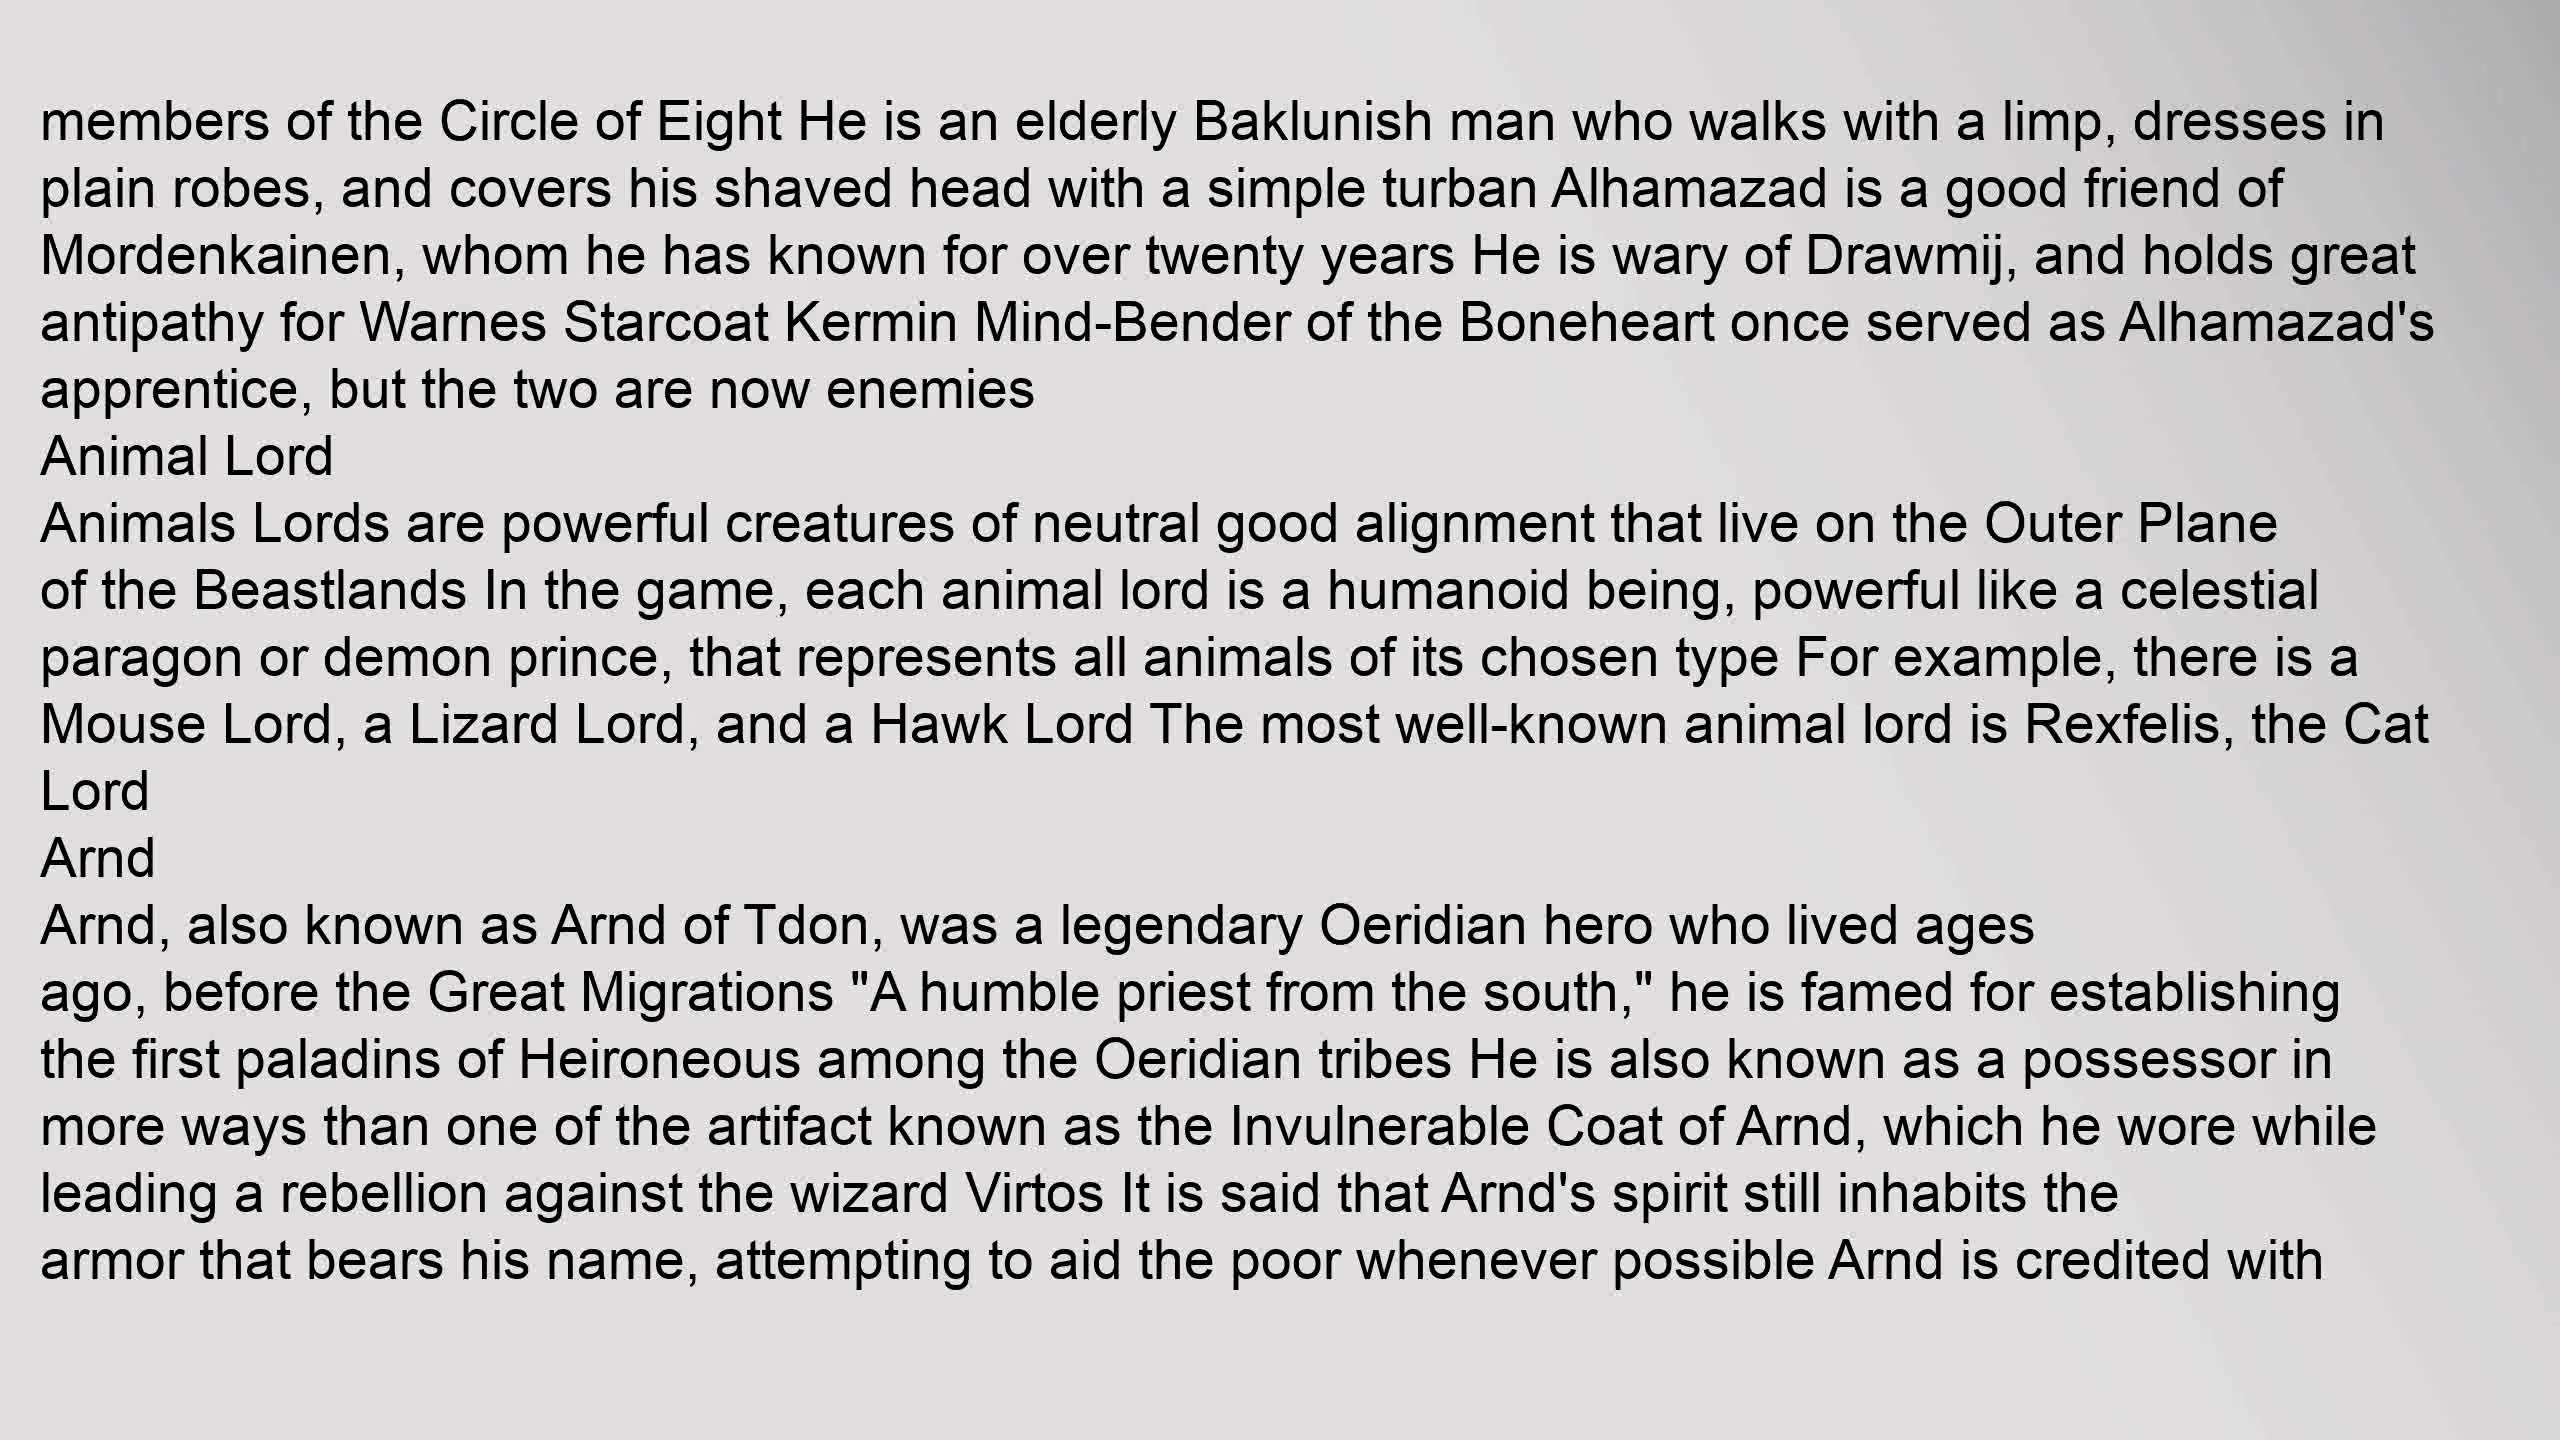 members of the Circle of Eight He is an elderly Baklunish man who walks with a limp, dresses in
plain robes, and covers his shaved head with a simple turban Alhamazad is a good friend of
Mordenkainen, whom he has known for over twenty years He is wary of Drawmij, and holds great
antipathy for Warnes Starcoat Kermin Mind-Bender of the Boneheart once served as Alhamazad's
apprentice, but the two are now enemies
Animal Lord
Animals Lords are powerful creatures of neutral good alignment that live on the Outer Plane
of the Beastlands In the game, each animal lord is a humanoid being, powerful like a celestial
paragon or demon prince, that represents all animals of its chosen type For example, there is a
Mouse Lord, a Lizard Lord, and a Hawk Lord The most well-known animal lord is Rexfelis, the Cat
Lord
Arnd
Arnd, also known as Arnd of Tdon, was a legendary Oeridian hero who lived ages
ago, before the Great Migrations "A humble priest from the south," he is famed for establishing
the first paladins of Heironeous among the Oeridian tribes He is also known as a possessor in
more ways than one of the artifact known as the Invulnerable Coat of Arnd, which he wore while
leading a rebellion against the wizard Virtos It is said that Arnd's spirit still inhabits the
armor that bears his name, attempting to aid the poor whenever possible Arnd is credited with